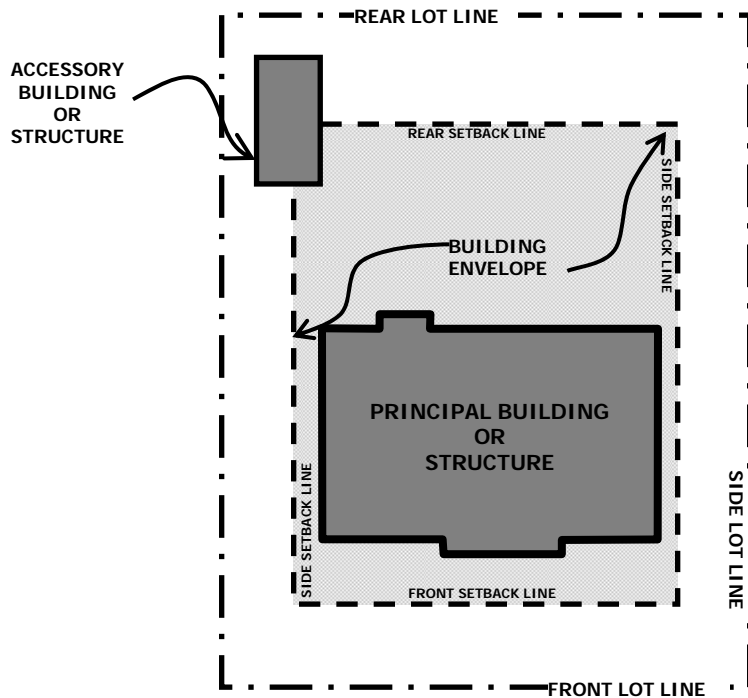 REAR LOT LINE
ACCESSORY
BUILDING
OR
STRUCTURE
REAR SETBACK LINE
SIDE SETBACK LINE
BUILDING
ENVELOPE
PRINCIPAL BUILDING
OR
STRUCTURE
SIDE SETBACK LINE
SIDE LOT LINE
FRONT SETBACK LINE
FRONT LOT LINE